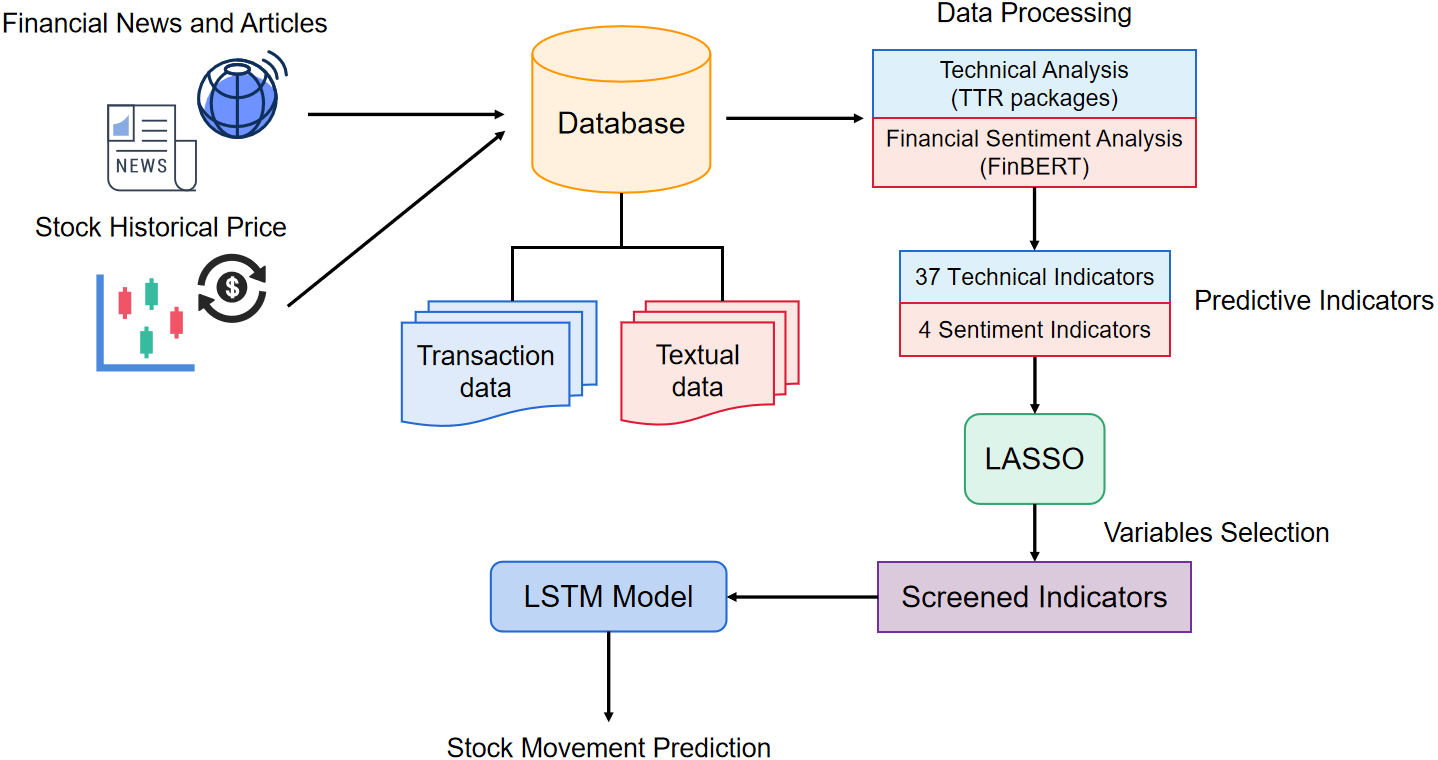 Financial News and Articles
NEWS
Stock Historical Price
$
Database
Transaction
data
Textual
data
Data Processing
Technical Analysis
(TTR packages)
Financial Sentiment Analysis
(FinBERT)
37 Technical Indicators
4 Sentiment Indicators
Predictive Indicators
LASSO
Variables Selection
Screened Indicators
LSTM Model
Stock Movement Prediction